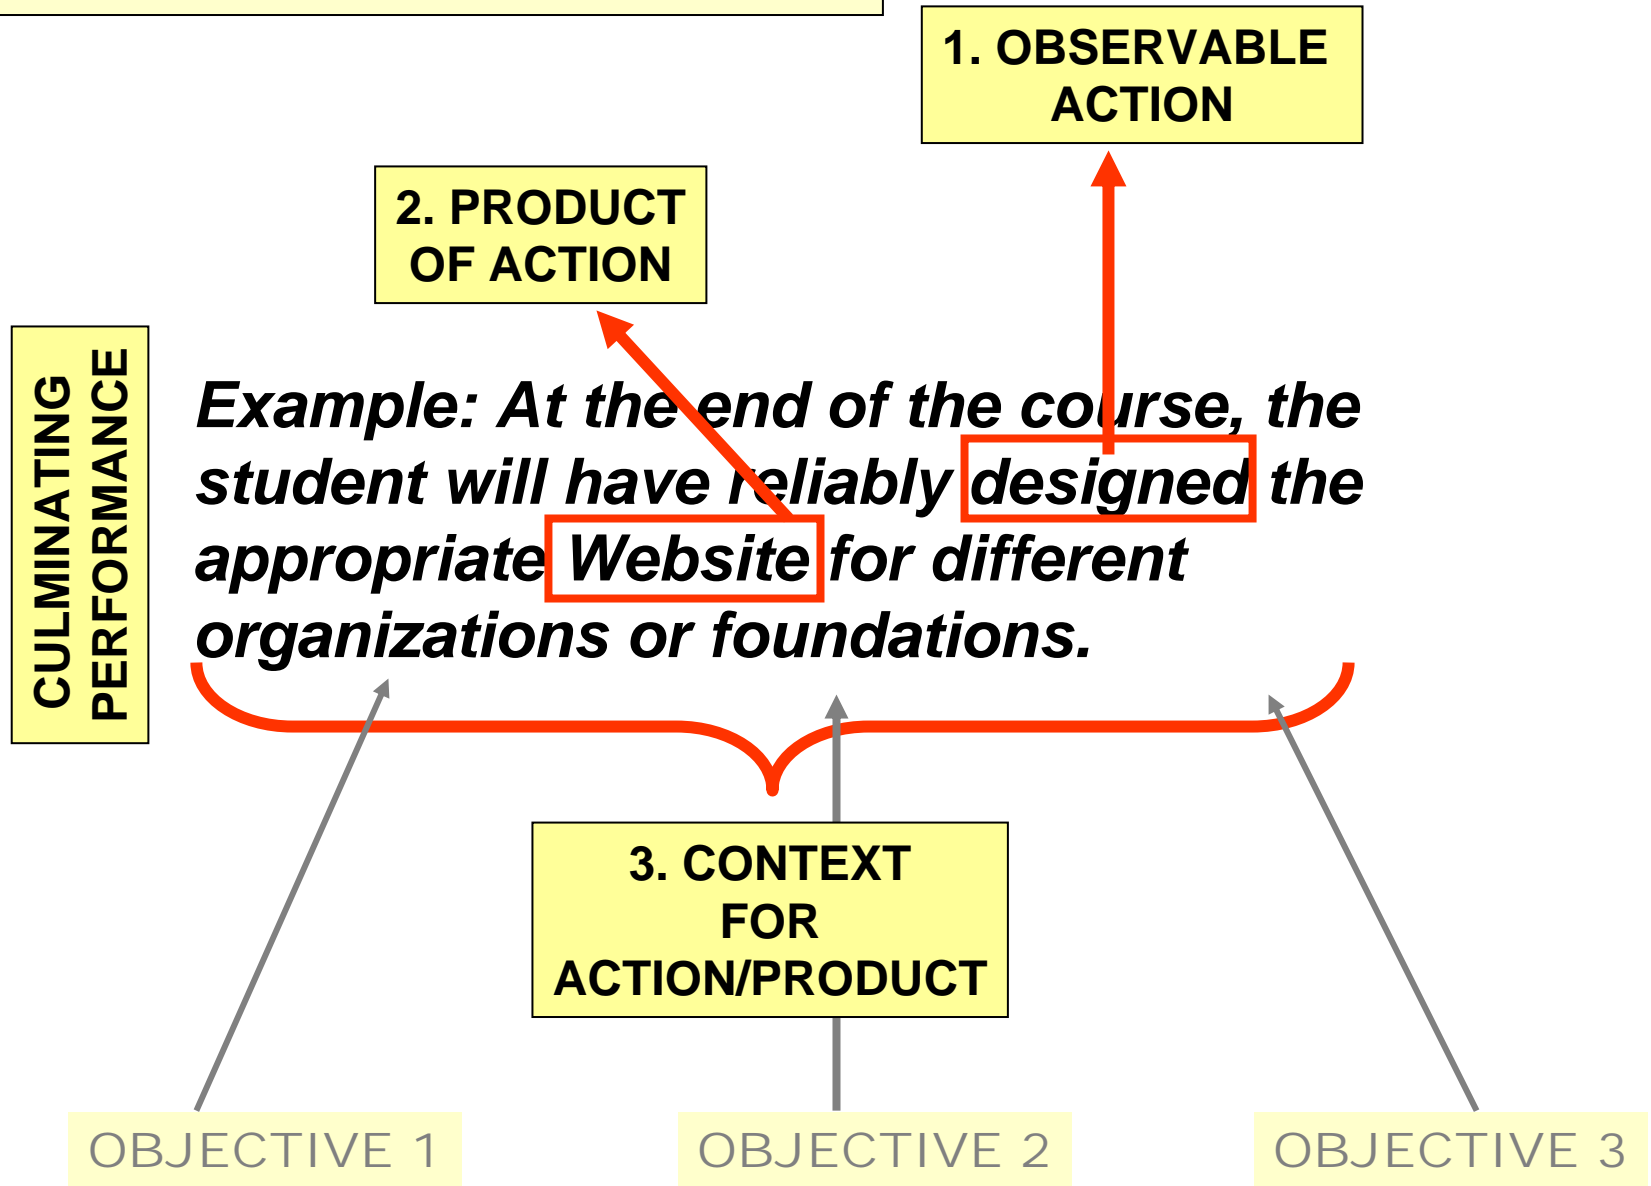 1. OBSERVABLE
ACTION
2. PRODUCT
OF ACTION
CULMINATING
PERFORMANCE
Example: At the end of the course, the
student will have reliably designed the
appropriate Website for different
organizations or foundations.
3. CONTEXT
FOR
ACTION/PRODUCT
OBJECTIVE 1
OBJECTIVE 2
OBJECTIVE 3